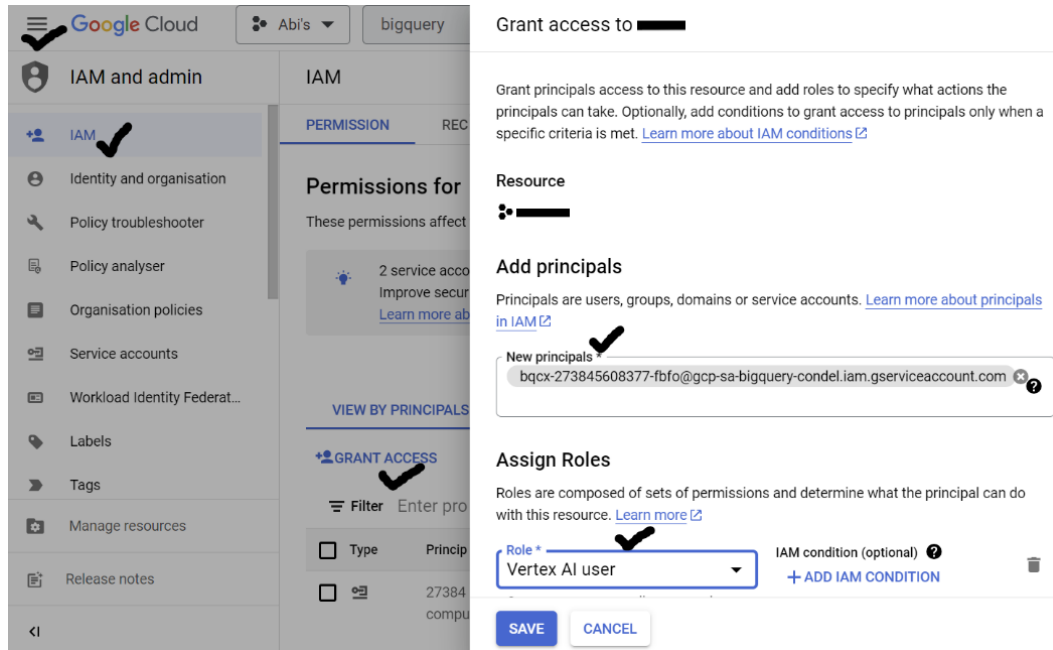 Google Cloud
Abi's
bigquery
IAM and admin
IAM
Identity and organisation
Policy troubleshooter
Policy analyser
Organisation policies
Service accounts
Workload Identity Federat...
Labels
Tags
Manage resources
Release notes
IAM
PERMISSION
REC
Permissions for
These permissions affect
2 service acco
Improve secur
Learn more ab
VIEW BY PRINCIPALS
GRANT ACCESS
Filter Enter pro
Type Princip
27384
compu
Grant access to
Grant principals access to this resource and add roles to specify what actions the
principals can take. Optionally, add conditions to grant access to principals only when a
specific criteria is met. Learn more about IAM conditions
Resource
Add principals
Principals are users, groups, domains or service accounts. Learn more about principals
in IAM
New principals *
bqcx-273845608377-fbfo@gcp-sa-bigquery-condel.iam.gserviceaccount.com
Assign Roles
Roles are composed of sets of permissions and determine what the principal can do
with this resource. Learn more
Role *
Vertex AI user
IAM condition (optional)
+ ADD IAM CONDITION
SAVE
CANCEL